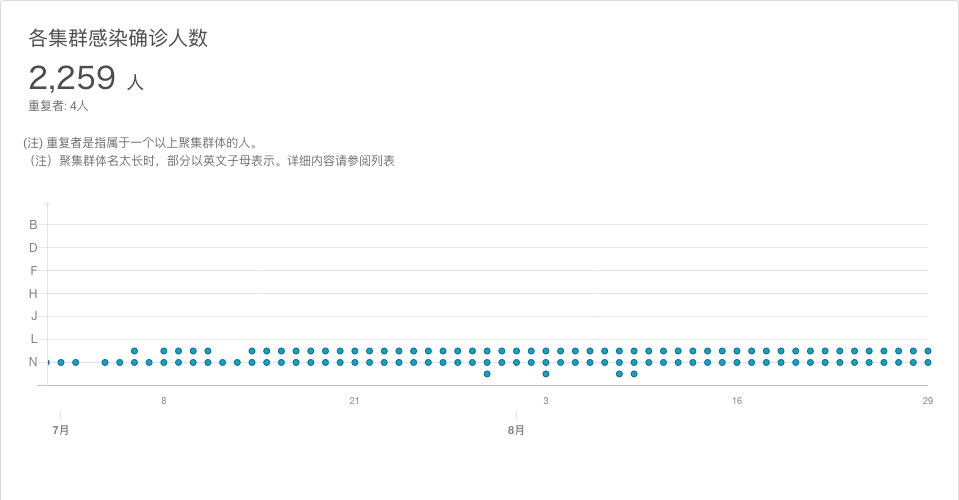 各集群感染确诊人数
2,259 人
重复者: 4人
(注) 重复者是指属于一个以上聚集群体的人。
（注）聚集群体名太长时，部分以英文子母表示。详细内容请参阅列表
B
D
F
H
J
L
N
8 21 3 16 29
7月 8月